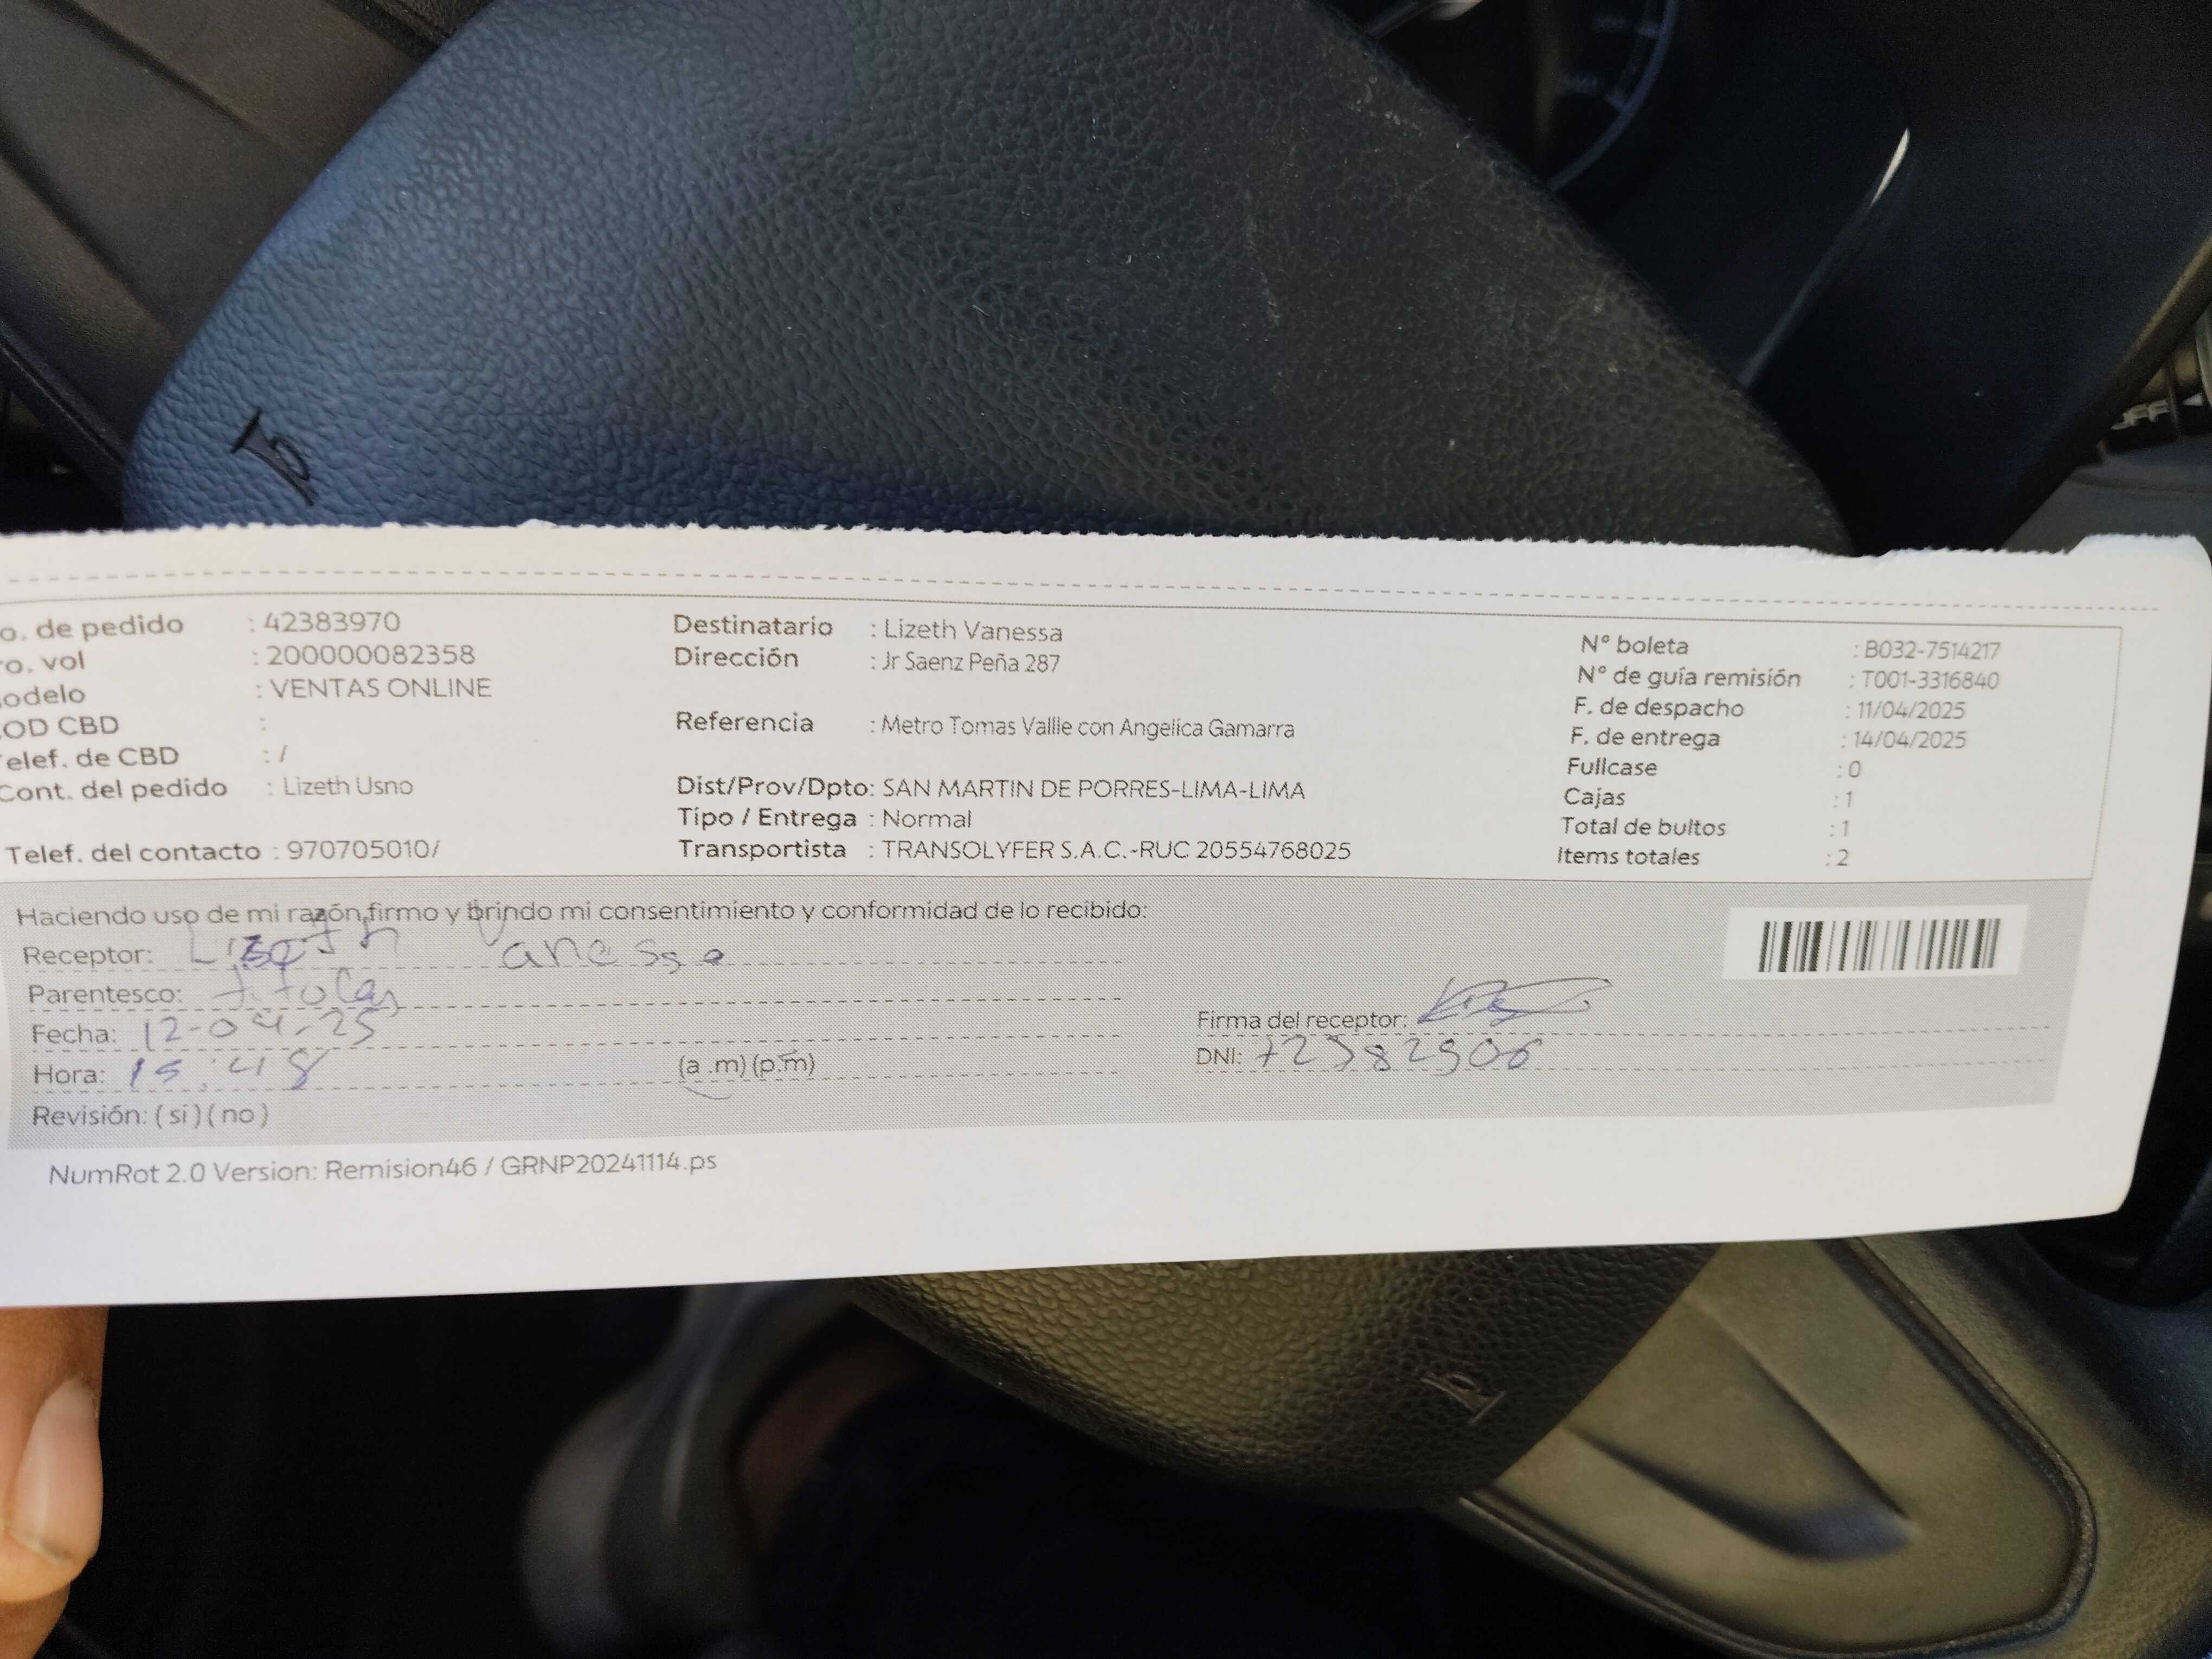 o. de pedido : 42383970
ro. vol : 200000082358
odelo : VENTAS ONLINE
OD CBD :
elef. de CBD : /
Cont. del pedido : Lizeth Usno
Telef. del contacto : 970705010/
Destinatario : Lizeth Vanessa
Dirección : Jr Saenz Peña 287
Referencia : Metro Tomas Vallle con Angelica Gamarra
Dist/Prov/Dpto: SAN MARTIN DE PORRES-LIMA-LIMA
Tipo / Entrega : Normal
Transportista : TRANSOLYFER S.A.C.-RUC 20554768025
N° boleta : B032-7514217
N° de guía remisión : T001-3316840
F. de despacho : 11/04/2025
F. de entrega : 14/04/2025
Fullcase : 0
Cajas : 1
Total de bultos : 1
Items totales : 2
Haciendo uso de mi razón,firmo y brindo mi consentimiento y conformidad de lo recibido:
Receptor: Lizeth Vanessa
Parentesco: titular
Fecha: 12-04-25
Hora: 15:48 (a .m) (p.m)
Revisión: ( si ) ( no )
Firma del receptor:
DNI:
NumRot 2.0 Version: Remision46 / GRNP20241114.ps